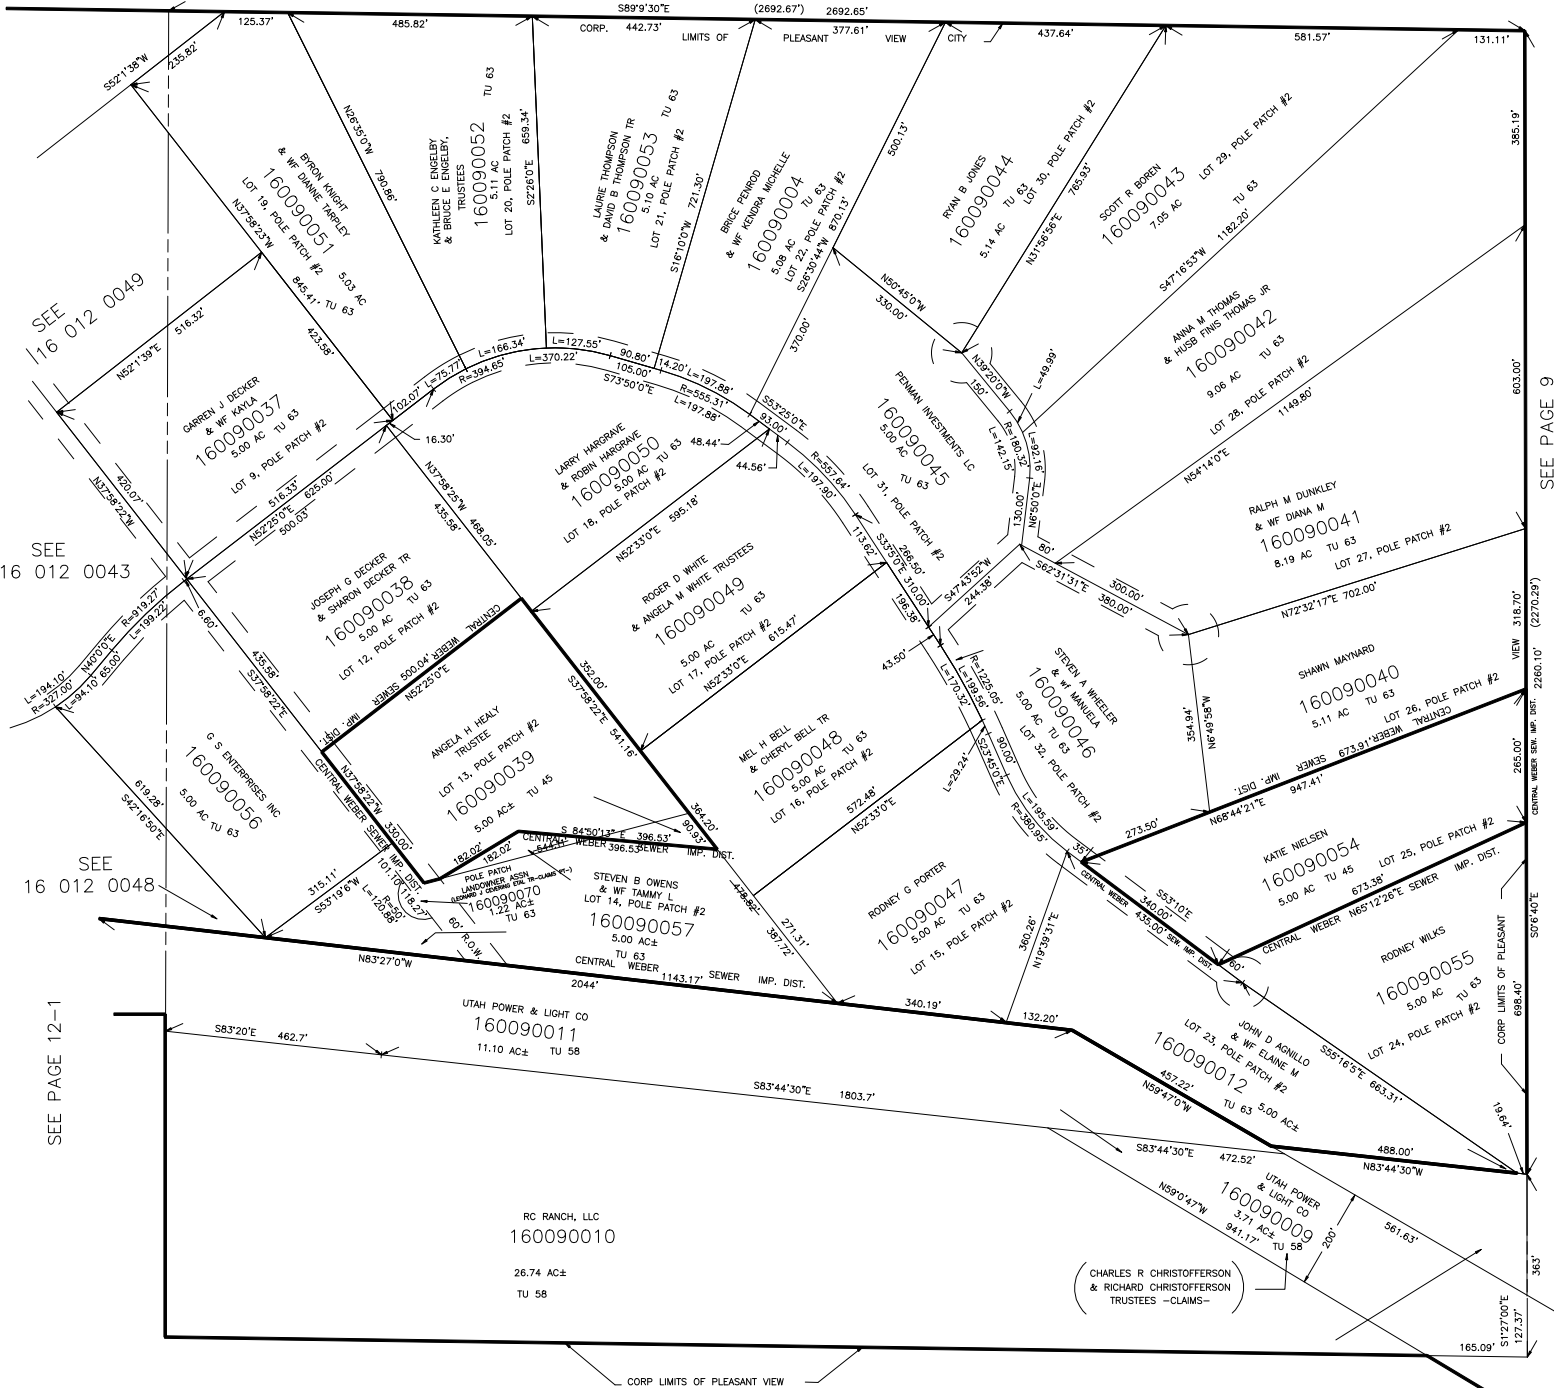 S89°9'30"E (2692.67') 2692.65'
125.37'
485.82'
CORP. 442.73' LIMITS OF PLEASANT 377.61' VIEW CITY 437.64'
581.57'
131.11'
S52°1'38"W
235.82'
BYRON KNIGHT
& WF DIANNE TARPLEY
160090051
LOT 19, POLE PATCH #2
5.03 AC
TU 63
N37°58'23"W
845.41'
423.58'
N26°35'0"W 790.86'
KATHLEEN C ENGELBY
& BRUCE E ENGELBY,
TRUSTEES
160090052
TU 63
5.11 AC
LOT 20, POLE PATCH #2
S2°26'0"E 659.34'
LAURIE THOMPSON
& DAVID B THOMPSON TR
160090053
TU 63
5.10 AC
LOT 21, POLE PATCH #2
S16°10'0"W 721.30'
BRICE PENROD
& WF KENDRA MICHELLE
160090004
5.08 AC TU 63
LOT 22, POLE PATCH #2
S26°30'44"W 870.13'
500.13'
370.00'
RYAN B JONES
160090044
5.14 AC TU 63
LOT 30, POLE PATCH #2
N31°56'56"E 765.93'
N50°45'0"W
330.00'
SCOTT R BOREN
160090043
7.05 AC TU 63
LOT 29, POLE PATCH #2
S47°16'53"W 1182.20'
385.19'
ANNA M THOMAS
& HUSB FINIS THOMAS JR
160090042
9.06 AC TU 63
LOT 28, POLE PATCH #2
1149.80'
N54°14'0"E
603.00'
SEE PAGE 9
SEE
16 012 0049
N52°1'39"E 516.32'
GARREN J DECKER
& WF KAYLA
160090037
5.00 AC TU 63
LOT 9, POLE PATCH #2
420.07'
N37°58'22"W
516.33'
N52°25'0"E 625.00'
500.03'
102.07'
16.30'
L=75.77'
L=166.34'
R=394.65'
L=370.22'
L=127.55'
90.80'
105.00'
S73°50'0"E
14.20'
L=197.88'
R=555.31'
L=197.88'
S53°25'0"E
93.00'
48.44'
44.56'
R=557.64'
L=197.90'
N39°20'0"W
150'
L=49.99'
R=180.32'
L=142.15'
L=92.16'
130.00'
N6°50'0"E
PENMAN INVESTMENTS LC
160090045
5.00 AC
TU 63
LOT 31, POLE PATCH #2
LARRY HARGRAVE
& ROBIN HARGRAVE
160090050
5.00 AC TU 63
LOT 18, POLE PATCH #2
N37°58'25"W 468.05'
435.58'
N52°33'0"E 595.18'
SEE
16 012 0043
RALPH M DUNKLEY
& WF DIANA M
160090041
8.19 AC TU 63
LOT 27, POLE PATCH #2
80'
S62°31'31"E
300.00'
380.00'
N72°32'17"E 702.00'
JOSEPH G DECKER
& SHARON DECKER TR
160090038
5.00 AC TU 63
LOT 12, POLE PATCH #2
CENTRAL WEBER SEWER IMP. DIST.
500.04'
N52°25'0"E
6.60'
435.58'
S37°58'22"E
R=919.27'
L=199.22'
N40°0'0"E
65.00'
L=194.10'
R=327.00'
L=94.10'
ROGER D WHITE
& ANGELA M WHITE TRUSTEES
160090049
5.00 AC TU 63
LOT 17, POLE PATCH #2
N52°33'0"E 615.47'
113.62'
S33°5'0"E
266.50'
310.00'
196.38'
S47°43'52"W
244.38'
43.50'
352.00'
S37°58'22"E
541.16'
364.20'
90.93'
SHAWN MAYNARD
160090040
5.11 AC TU 63
LOT 26, POLE PATCH #2
354.94'
N6°49'58"W
CENTRAL WEBER SEWER IMP. DIST.
673.91'
N68°44'21"E 947.41'
273.50'
318.70'
(2270.29')
2260.10'
VIEW
265.00'
CENTRAL WEBER SEW. IMP. DIST.
STEVEN A WHEELER
& wf MANUELA
160090046
5.00 AC TU 63
LOT 32, POLE PATCH #2
R=1225.05'
L=199.56'
L=170.32'
90.00'
S23°45'0"E
L=29.24'
L=195.59'
R=380.95'
35'
G S ENTERPRISES INC
160090056
5.00 AC TU 63
619.28'
S42°16'50"E
ANGELA H HEALY
TRUSTEE
LOT 13, POLE PATCH #2
160090039
5.00 AC± TU 45
N37°58'22"W 330.00'
CENTRAL WEBER SEWER IMP. DIST.
MEL H BELL
& CHERYL BELL TR
160090048
5.00 AC TU 63
LOT 16, POLE PATCH #2
572.48'
N52°33'0"E
S 84°50'13" E 396.53'
CENTRAL WEBER SEWER IMP. DIST.
396.53'
182.02'
182.02'
KATIE NIELSEN
160090054
5.00 AC TU 45
LOT 25, POLE PATCH #2
673.38'
CENTRAL WEBER N65°12'26"E SEWER IMP. DIST.
S53°10'E
340.00'
435.00'
CENTRAL WEBER SEW. IMP. DIST.
60'
SEE
16 012 0048
315.11'
S53°19'6"W
101.10'
118.27'
R=50'
L=120.88'
POLE PATCH
LANDOWNER ASSN
160090070
1.22 AC
TU 63
60' R.O.W.
STEVEN B OWENS
& WF TAMMY L
LOT 14, POLE PATCH #2
160090057
5.00 AC±
TU 63
478.82'
271.31'
387.72'
RODNEY G PORTER
160090047
5.00 AC TU 63
LOT 15, POLE PATCH #2
360.26'
N19°39'31"E
RODNEY WILKS
160090055
5.00 AC TU 63
LOT 24, POLE PATCH #2
CORP LIMITS OF PLEASANT
698.40'
S0°6'40"E
N83°27'0"W
2044'
CENTRAL WEBER SEWER IMP. DIST.
1143.17'
340.19'
132.20'
UTAH POWER & LIGHT CO
160090011
11.10 AC± TU 58
JOHN D AGNILLO
& WF ELAINE M
LOT 23, POLE PATCH #2
160090012
TU 63 5.00 AC±
S55°16'5"E 663.31'
457.22'
N59°47'0"W
19.64'
SEE PAGE 12-1
S83°20'E 462.7'
S83°44'30"E 1803.7'
S83°44'30"E 472.52'
488.00'
N83°44'30"W
N59°0'47"W 941.17'
UTAH POWER
& LIGHT CO
160090009
3.71 AC±
TU 58
200'
561.63'
363'
S1°27'00"E
127.37'
RC RANCH, LLC
160090010
26.74 AC±
TU 58
CHARLES R CHRISTOFFERSON
& RICHARD CHRISTOFFERSON
TRUSTEES -CLAIMS-
165.09'
CORP LIMITS OF PLEASANT VIEW